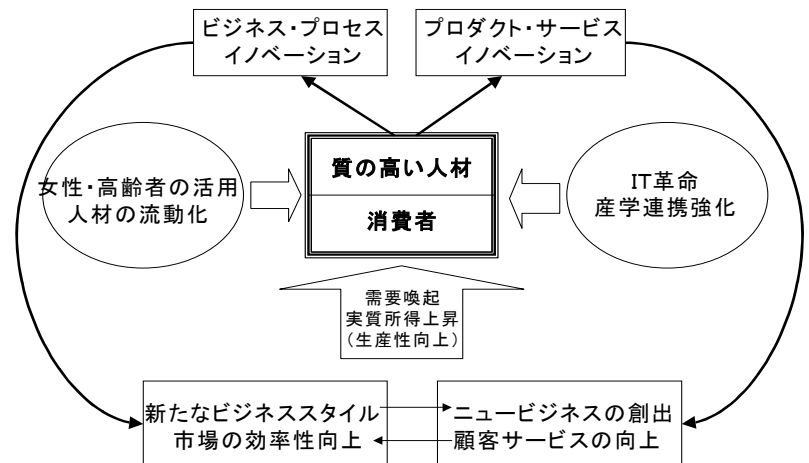 ビジネス・プロセス
イノベーション
プロダクト・サービス
イノベーション
質の高い人材
消費者
女性・高齢者の活用
人材の流動化
IT革命
産学連携強化
需要喚起
実質所得上昇
(生産性向上)
新たなビジネススタイル
市場の効率性向上
ニュービジネスの創出
顧客サービスの向上